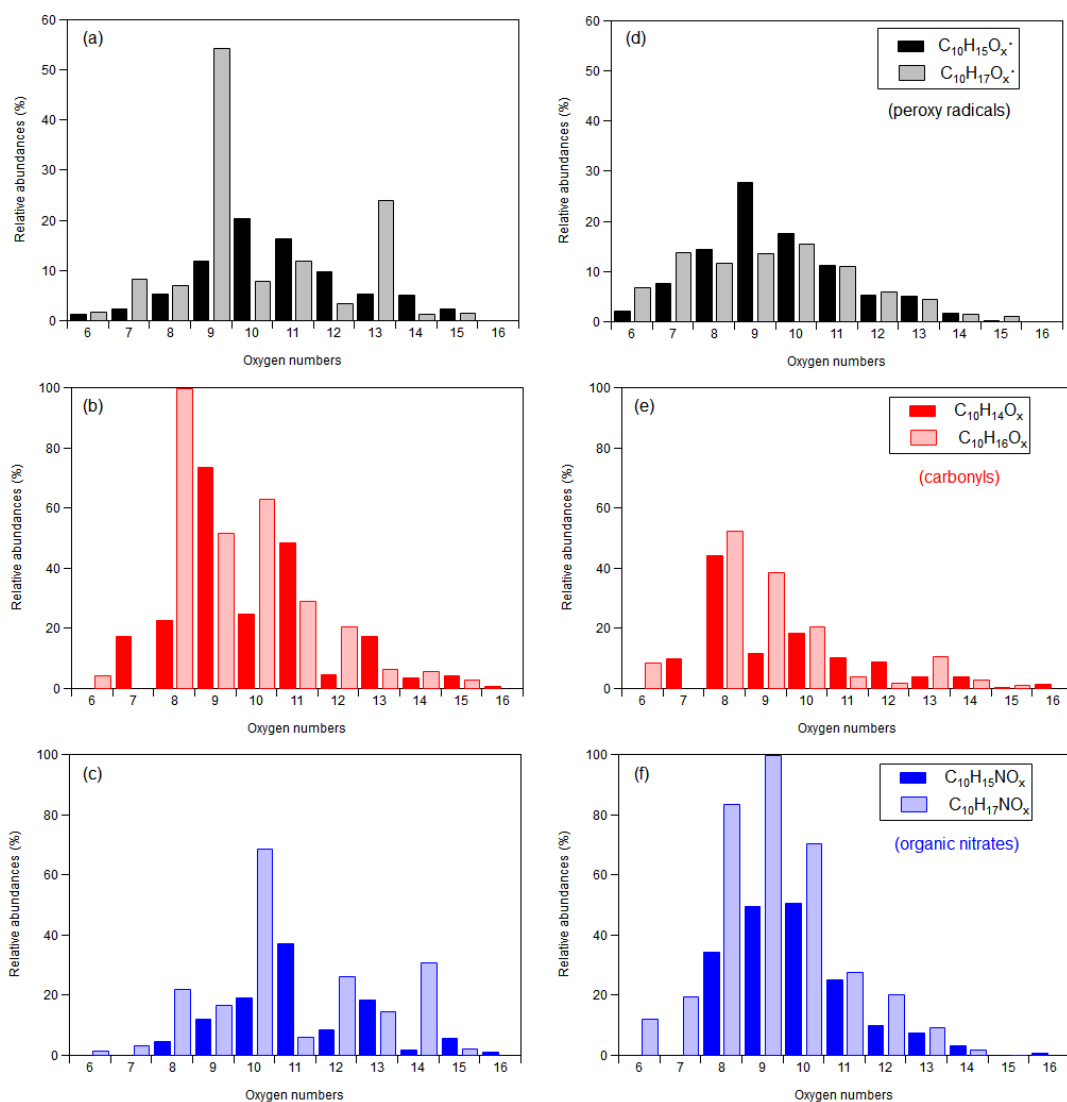 (a)
60
50
40
30
20
10
0
Relative abundances (%)
6 7 8 9 10 11 12 13 14 15 16
Oxygen numbers
(d)
C₁₀H₁₅Oₓ·
C₁₀H₁₇Oₓ·
(peroxy radicals)
60
50
40
30
20
10
0
Relative abundances (%)
6 7 8 9 10 11 12 13 14 15 16
Oxygen numbers
(b)
100
80
60
40
20
0
Relative abundances (%)
6 7 8 9 10 11 12 13 14 15 16
Oxygen numbers
(e)
C₁₀H₁₄Oₓ
C₁₀H₁₆Oₓ
(carbonyls)
100
80
60
40
20
0
Relative abundances (%)
6 7 8 9 10 11 12 13 14 15 16
Oxygen numbers
(c)
100
80
60
40
20
0
Relative abundances (%)
6 7 8 9 10 11 12 13 14 15 16
Oxygen numbers
(f)
C₁₀H₁₅NOₓ
C₁₀H₁₇NOₓ
(organic nitrates)
100
80
60
40
20
0
Relative abundances (%)
6 7 8 9 10 11 12 13 14 15 16
Oxygen numbers